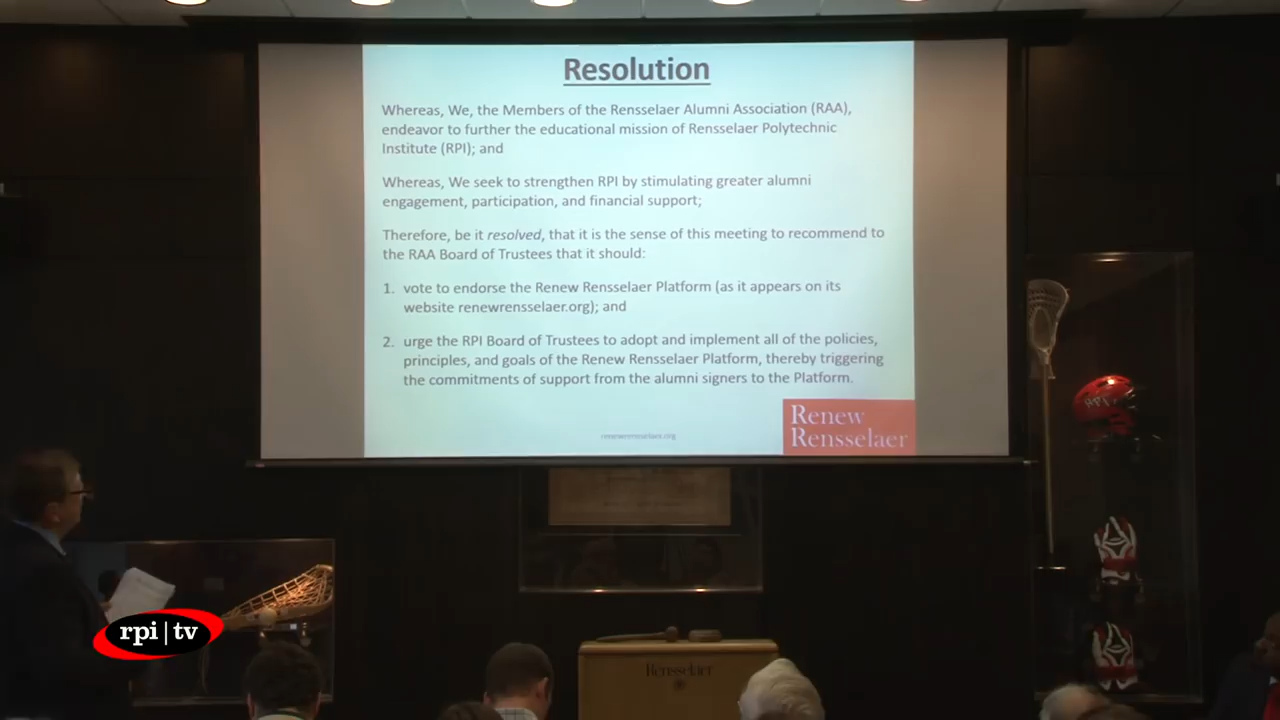 Resolution
Whereas, We, the Members of the Rensselaer Alumni Association (RAA),
endeavor to further the educational mission of Rensselaer Polytechnic
Institute (RPI); and
Whereas, We seek to strengthen RPI by stimulating greater alumni
engagement, participation, and financial support;
Therefore, be it resolved, that it is the sense of this meeting to recommend to
the RAA Board of Trustees that it should:
1. vote to endorse the Renew Rensselaer Platform (as it appears on its
website renewrensselaer.org); and
2. urge the RPI Board of Trustees to adopt and implement all of the policies,
principles, and goals of the Renew Rensselaer Platform, thereby triggering
the commitments of support from the alumni signers to the Platform.
renewrensselaer.org
Renew
Rensselaer
RPI
rpi|tv
Rensselaer